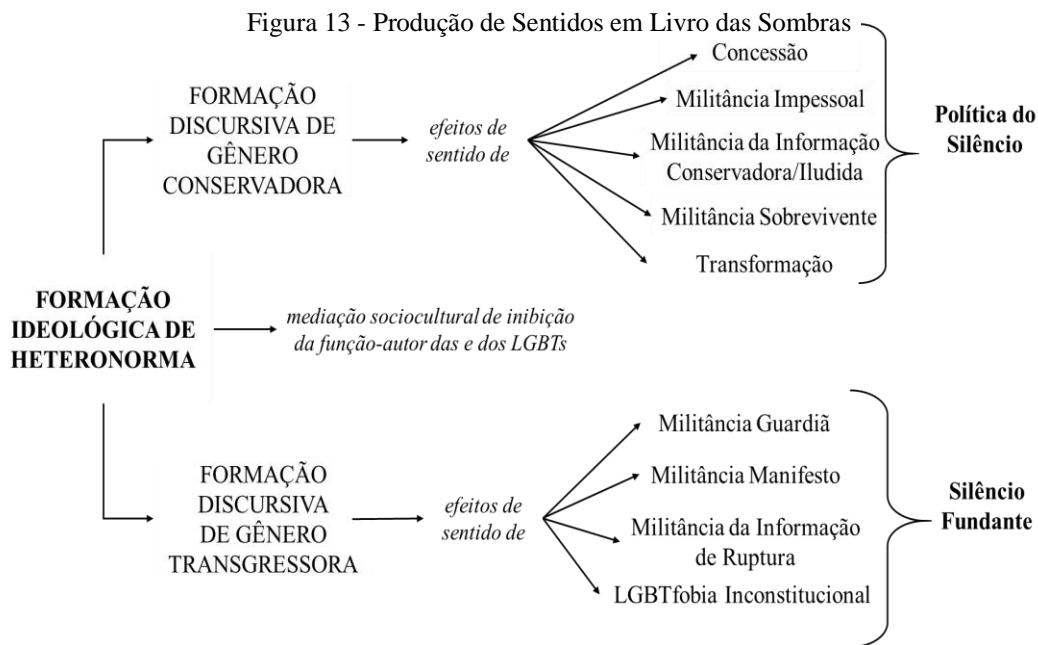 Figura 13 - Produção de Sentidos em Livro das Sombras
FORMAÇÃO
DISCURSIVA DE
GÊNERO
CONSERVADORA
efeitos de
sentido de
Concessão
Militância Impessoal
Militância da Informação
Conservadora/Iludida
Militância Sobrevivente
Transformação
Política do
Silêncio
FORMAÇÃO
IDEOLÓGICA DE
HETERONORMA
mediação sociocultural de inibição
da função-autor das e dos LGBTs
FORMAÇÃO
DISCURSIVA
DE GÊNERO
TRANSGRESSORA
efeitos de
sentido de
Militância Guardiã
Militância Manifesto
Militância da Informação
de Ruptura
LGBTfobia Inconstitucional
Silêncio
Fundante